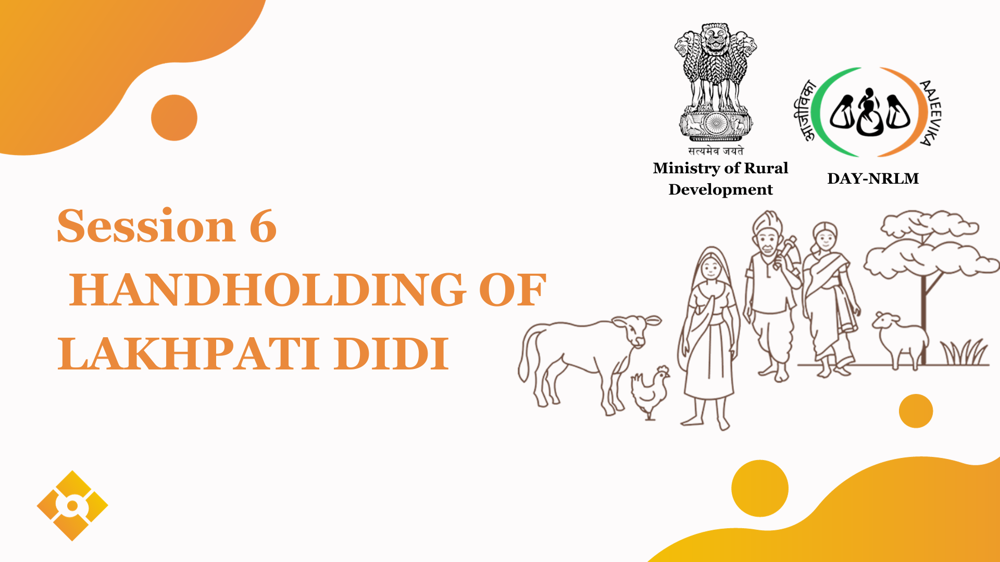 सत्यमेव जयते
Ministry of Rural
Development
आजीविका
AAJEEVIKA
DAY-NRLM
Session 6
HANDHOLDING OF
LAKHPATI DIDI